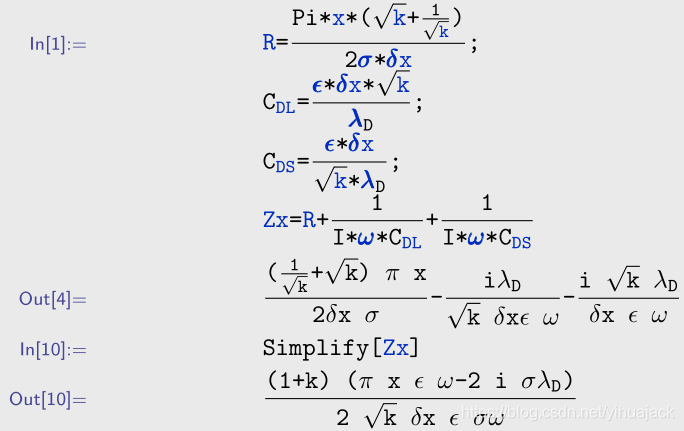 In[1]:= R=Pi*x*(√k+1/√k)/2σ*δx;
C_DL=ϵ*δx*√k/λ_D;
C_DS=ϵ*δx/√k*λ_D;
Zx=R+1/I*ω*C_DL+1/I*ω*C_DS
Out[4]= (1/√k+√k) π x/2δx σ-iλ_D/√k δxϵ ω-i √k λ_D/δx ϵ ω
In[10]:= Simplify[Zx]
Out[10]= (1+k) (π x ϵ ω-2 i σλ_D)/2 √k δx ϵ σω
https://blog.csdn.net/yihuajack